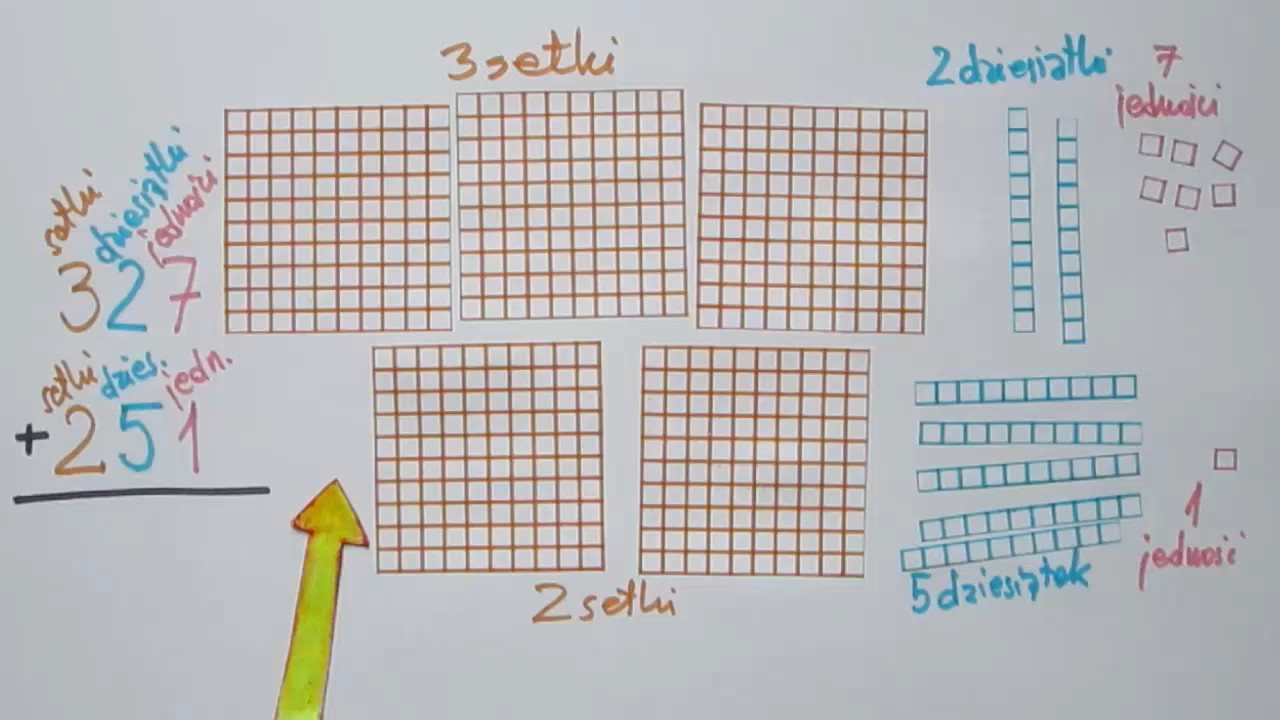 3 setki
2 dziesiątki
7
jedności
setki
dziesiątki
jedności
327
setki
dzies.
jedn.
+ 251
1
jedność
5 dziesiątek
2 setki